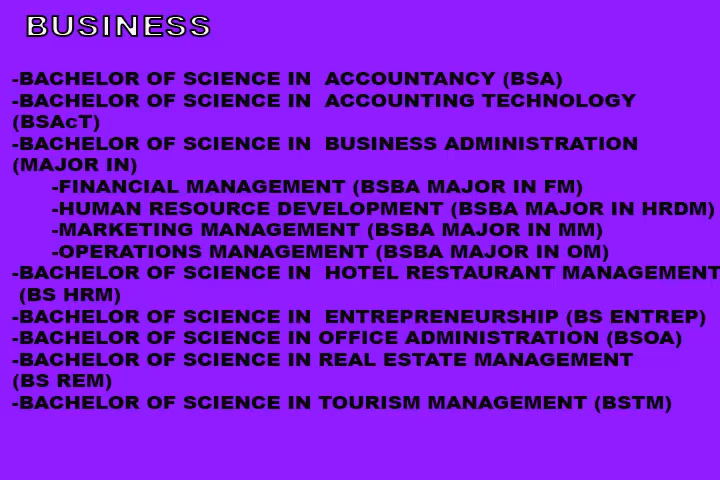 BUSINESS
-BACHELOR OF SCIENCE IN ACCOUNTANCY (BSA)
-BACHELOR OF SCIENCE IN ACCOUNTING TECHNOLOGY
(BSAcT)
-BACHELOR OF SCIENCE IN BUSINESS ADMINISTRATION
(MAJOR IN)
-FINANCIAL MANAGEMENT (BSBA MAJOR IN FM)
-HUMAN RESOURCE DEVELOPMENT (BSBA MAJOR IN HRDM)
-MARKETING MANAGEMENT (BSBA MAJOR IN MM)
-OPERATIONS MANAGEMENT (BSBA MAJOR IN OM)
-BACHELOR OF SCIENCE IN HOTEL RESTAURANT MANAGEMENT
(BS HRM)
-BACHELOR OF SCIENCE IN ENTREPRENEURSHIP (BS ENTREP)
-BACHELOR OF SCIENCE IN OFFICE ADMINISTRATION (BSOA)
-BACHELOR OF SCIENCE IN REAL ESTATE MANAGEMENT
(BS REM)
-BACHELOR OF SCIENCE IN TOURISM MANAGEMENT (BSTM)